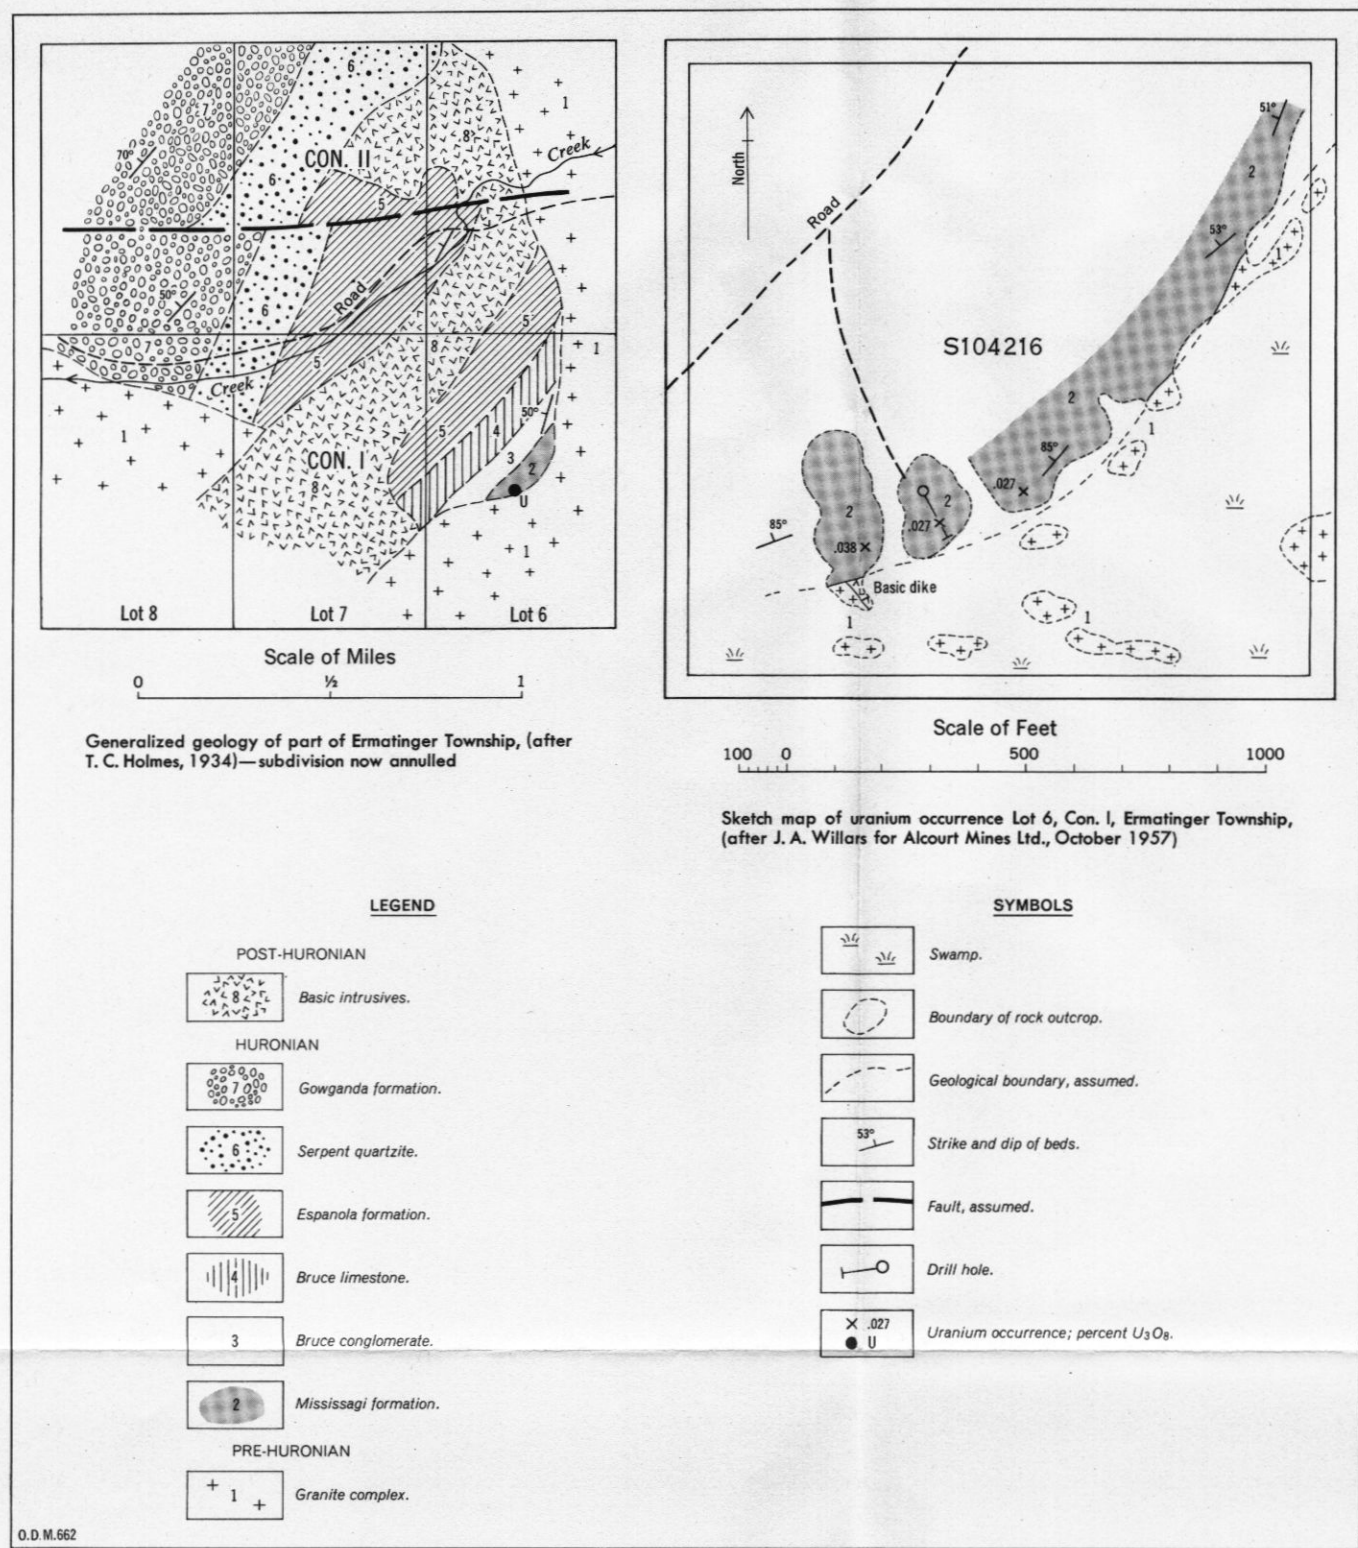 6
7
1
8
70°
CON. II
Creek
6
5
50°
6
Road
5
7
5
8
1
Creek
50°
1
5
4
CON. I
3
2
8
U
1
Lot 8
Lot 7
Lot 6
Scale of Miles
0 ½ 1
Generalized geology of part of Ermatinger Township, (after
T. C. Holmes, 1934)—subdivision now annulled
51°
North
2
Road
53°
1
S104216
2
1
85°
.027
2
2
.027
85°
.038
Basic dike
1
1
Scale of Feet
100 0 500 1000
Sketch map of uranium occurrence Lot 6, Con. I, Ermatinger Township,
(after J. A. Willars for Alcourt Mines Ltd., October 1957)
LEGEND
POST-HURONIAN
8 Basic intrusives.
HURONIAN
7 Gowganda formation.
6 Serpent quartzite.
5 Espanola formation.
4 Bruce limestone.
3 Bruce conglomerate.
2 Mississagi formation.
PRE-HURONIAN
1 Granite complex.
SYMBOLS
Swamp.
Boundary of rock outcrop.
Geological boundary, assumed.
53° Strike and dip of beds.
Fault, assumed.
Drill hole.
.027
U
Uranium occurrence; percent U₃O₈.
O.D.M.662